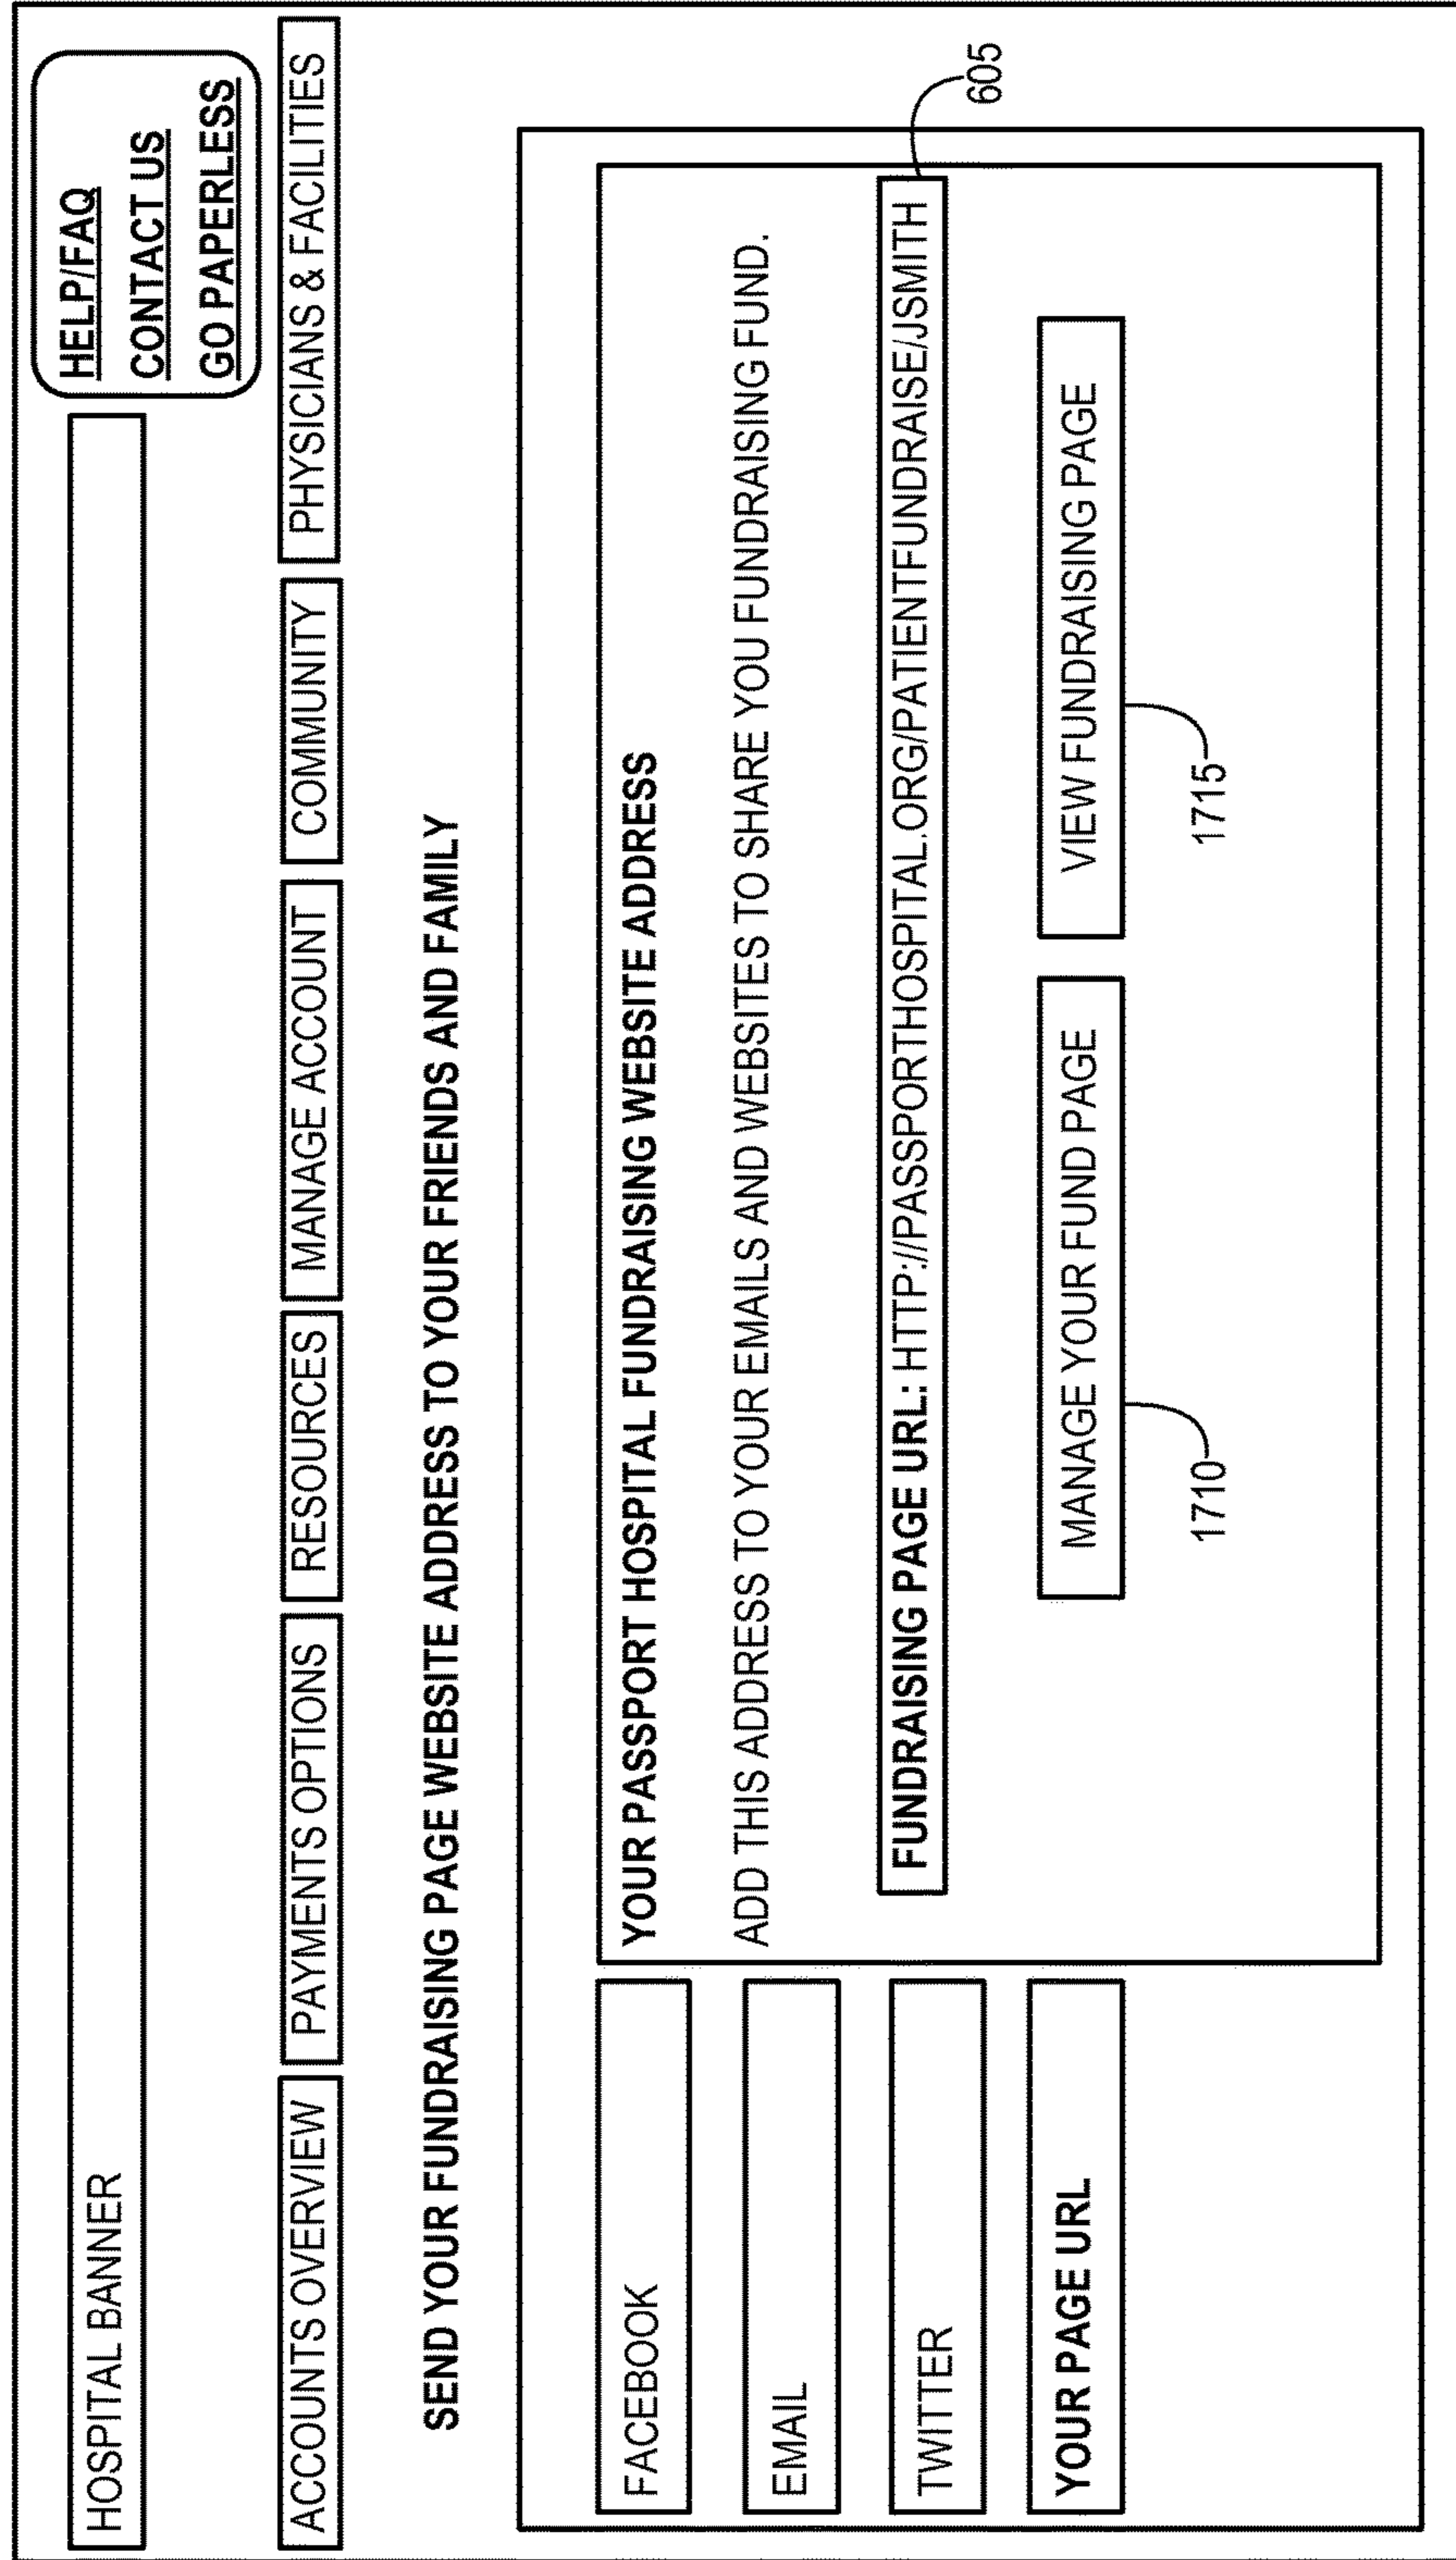 HOSPITAL BANNER
HELP/FAQ
CONTACT US
GO PAPERLESS
ACCOUNTS OVERVIEW
PAYMENTS OPTIONS
RESOURCES
MANAGE ACCOUNT
COMMUNITY
PHYSICIANS & FACILITIES
SEND YOUR FUNDRAISING PAGE WEBSITE ADDRESS TO YOUR FRIENDS AND FAMILY
FACEBOOK
EMAIL
TWITTER
YOUR PAGE URL
YOUR PASSPORT HOSPITAL FUNDRAISING WEBSITE ADDRESS
ADD THIS ADDRESS TO YOUR EMAILS AND WEBSITES TO SHARE YOU FUNDRAISING FUND.
FUNDRAISING PAGE URL: HTTP://PASSPORTHOSPITAL.ORG/PATIENTFUNDRAISE/JSMITH
605
MANAGE YOUR FUND PAGE
VIEW FUNDRAISING PAGE
1710
1715